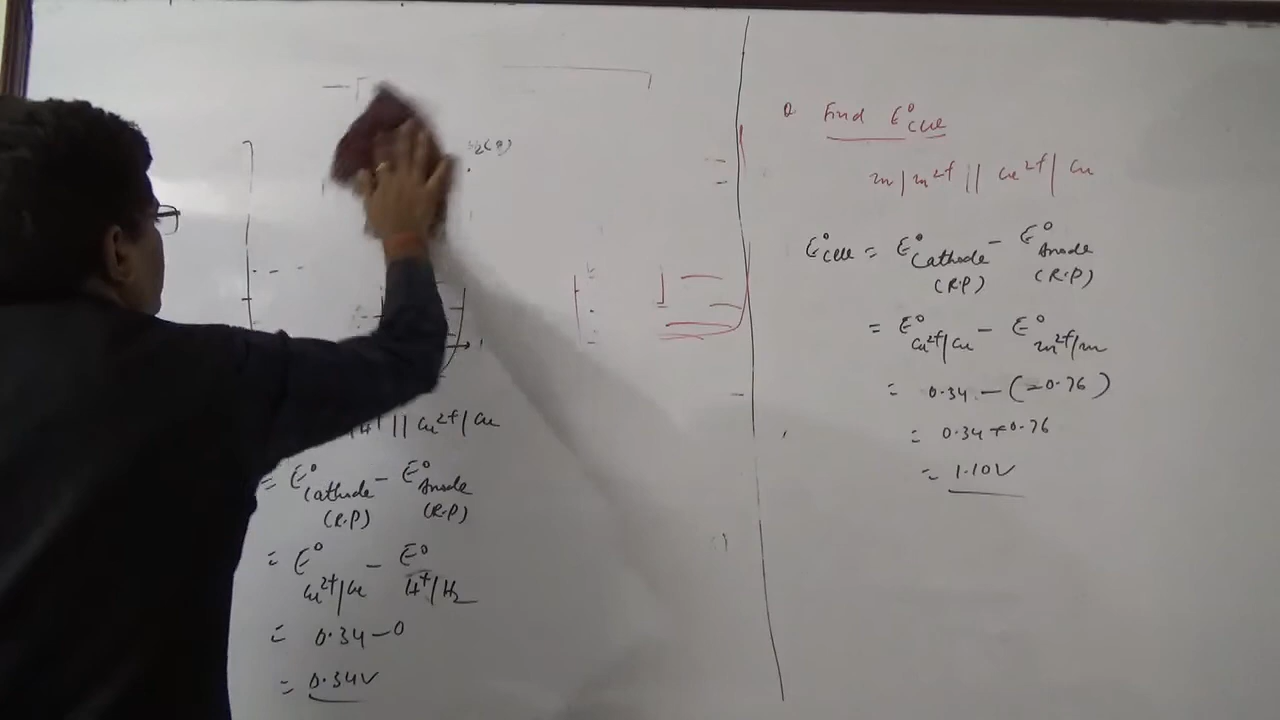 H2(g)
H+ || Cu2+/Cu
= E°Cathode (R.P) - E°Anode (R.P)
= E°Cu2+/Cu - E°H+/H2
= 0.34 - 0
= 0.34V
Q Find E°Cell
Zn | Zn2+ || Cu2+ | Cu
E°Cell = E°Cathode (R.P) - E°Anode (R.P)
= E°Cu2+/Cu - E°Zn2+/Zn
= 0.34 - (-0.76)
= 0.34 + 0.76
= 1.10V